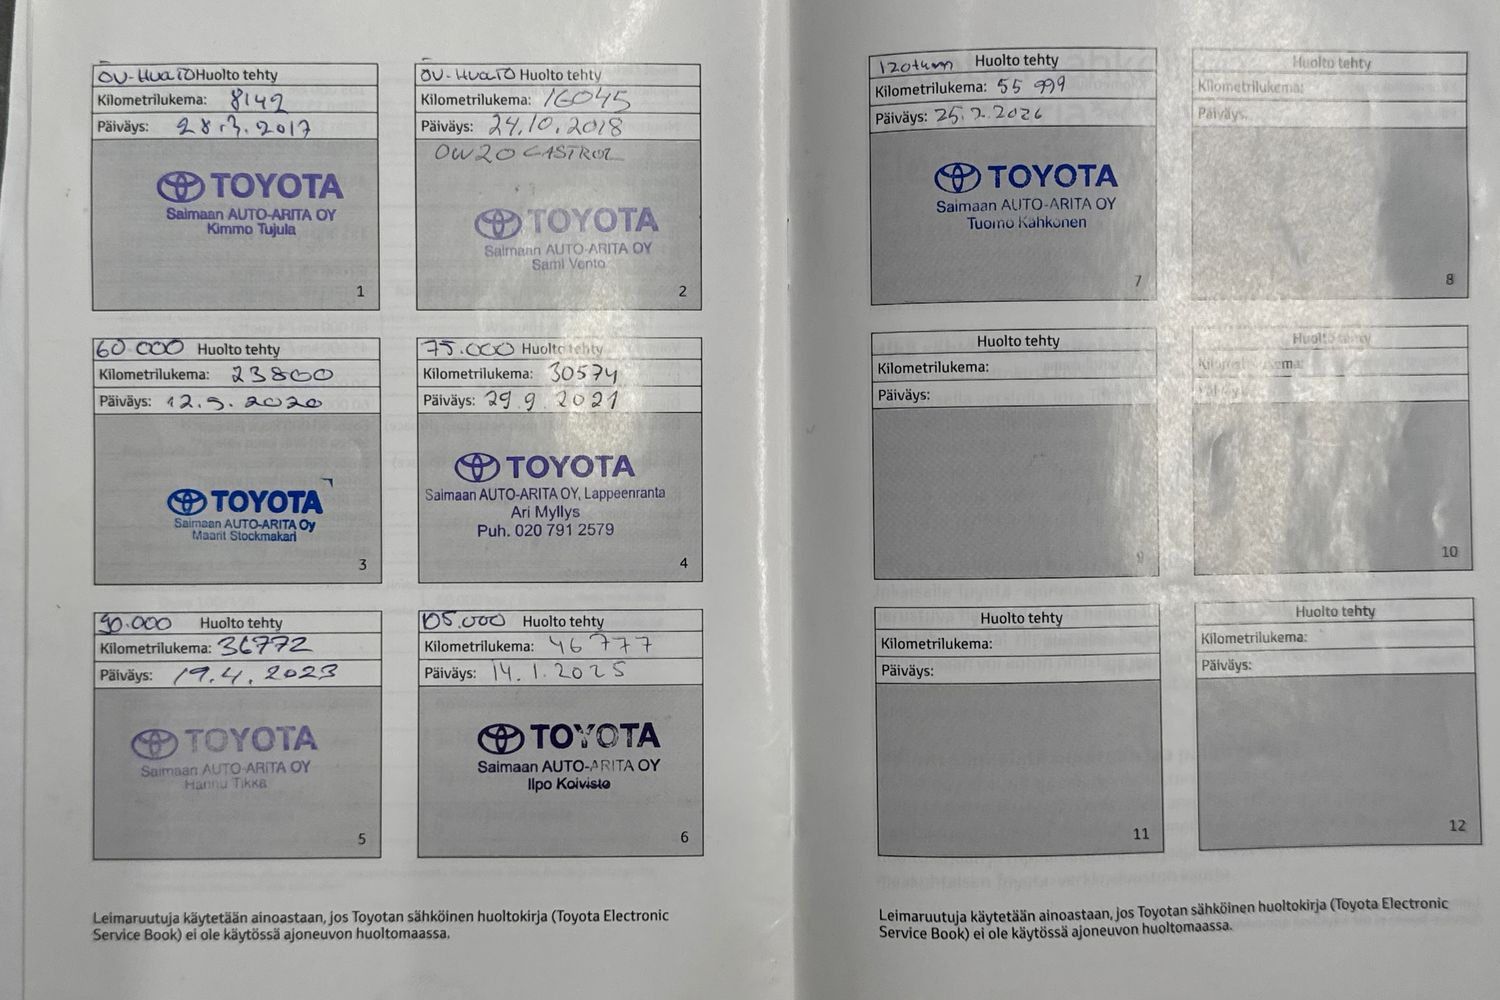 ÖV-Huolto Huolto tehty
Kilometrilukema: 8149
Päiväys: 28.3.2017
TOYOTA
Saimaan AUTO-ARITA OY
Kimmo Tujula
1
ÖV-Huolto Huolto tehty
Kilometrilukema: 16045
Päiväys: 24.10.2018
0W20 CASTROL
TOYOTA
Saimaan AUTO-ARITA OY
Sami Vento
2
60.000 Huolto tehty
Kilometrilukema: 23800
Päiväys: 12.9.2020
TOYOTA
Saimaan AUTO-ARITA Oy
Maarit Stockmakari
3
75.000 Huolto tehty
Kilometrilukema: 30574
Päiväys: 29.9.2021
TOYOTA
Saimaan AUTO-ARITA OY, Lappeenranta
Ari Myllys
Puh. 020 791 2579
4
90.000 Huolto tehty
Kilometrilukema: 36772
Päiväys: 19.4.2023
TOYOTA
Saimaan AUTO-ARITA OY
Hannu Tikka
5
105.000 Huolto tehty
Kilometrilukema: 46777
Päiväys: 14.1.2025
TOYOTA
Saimaan AUTO-ARITA OY
Ilpo Koivisto
6
Leimaruutuja käytetään ainoastaan, jos Toyotan sähköinen huoltokirja (Toyota Electronic
Service Book) ei ole käytössä ajoneuvon huoltomaassa.
Huolto tehty
Kilometrilukema: 55 999
Päiväys: 25.2.2026
TOYOTA
Saimaan AUTO-ARITA OY
Tuomo Kähkönen
7
Huolto tehty
Kilometrilukema:
Päiväys:
8
Huolto tehty
Kilometrilukema:
Päiväys:
9
Huolto tehty
Kilometrilukema:
Päiväys:
10
Huolto tehty
Kilometrilukema:
Päiväys:
11
Huolto tehty
Kilometrilukema:
Päiväys:
12
Leimaruutuja käytetään ainoastaan, jos Toyotan sähköinen huoltokirja (Toyota Electronic
Service Book) ei ole käytössä ajoneuvon huoltomaassa.